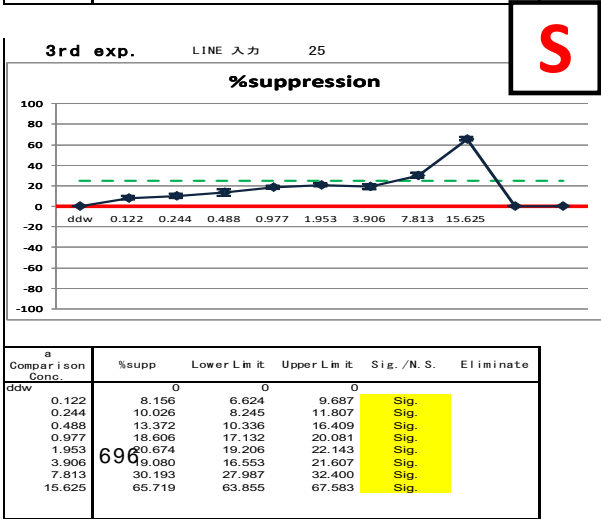 S
3rd exp. LINE 入力 25
%suppression
100
80
60
40
20
0
-20
-40
-60
-80
-100
ddw 0.122 0.244 0.488 0.977 1.953 3.906 7.813 15.625
a
Comparison Conc. %supp Lower Limit Upper Limit Sig./N.S. Eliminate
ddw 0 0 0
0.122 8.156 6.624 9.687 Sig.
0.244 10.026 8.245 11.807 Sig.
0.488 13.372 10.336 16.409 Sig.
0.977 18.606 17.132 20.081 Sig.
1.953 20.674 19.206 22.143 Sig.
696
3.906 19.080 16.553 21.607 Sig.
7.813 30.193 27.987 32.400 Sig.
15.625 65.719 63.855 67.583 Sig.